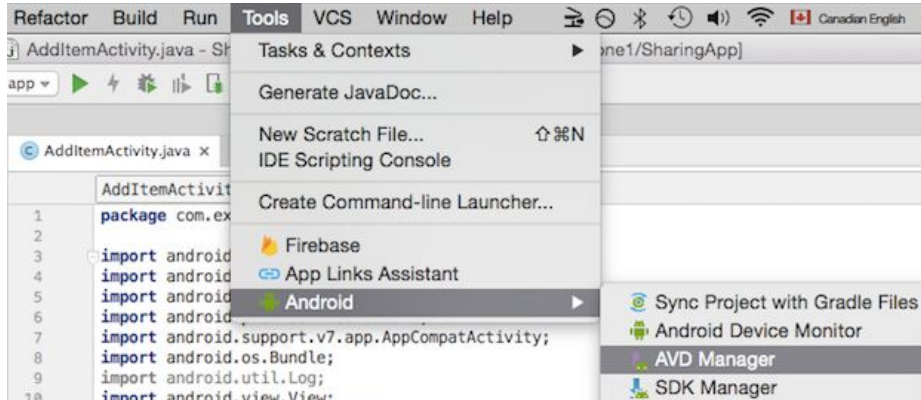 Refactor Build Run Tools VCS Window Help Canadian English
AddItemActivity.java - Sh
one1/SharingApp]
app
Tasks & Contexts
Generate JavaDoc...
New Scratch File... ⇧⌘N
IDE Scripting Console
Create Command-line Launcher...
Firebase
App Links Assistant
Android
Sync Project with Gradle Files
Android Device Monitor
AVD Manager
SDK Manager
C AddItemActivity.java ×
AddItemActivit
1 package com.ex
2
3 import android
4 import android
5 import android
6 import android
7 import android.support.v7.app.AppCompatActivity;
8 import android.os.Bundle;
9 import android.util.Log;
10 import android.view.View;